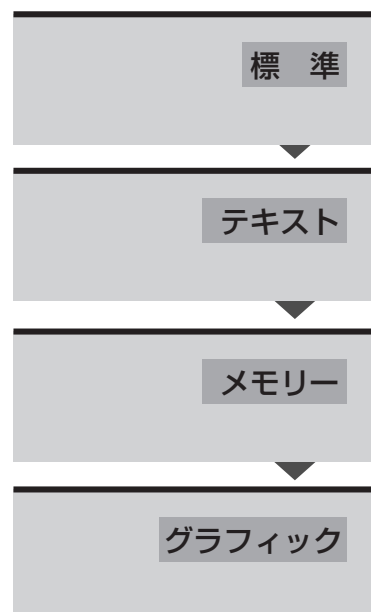 標　準
テキスト
メモリー
グラフィック